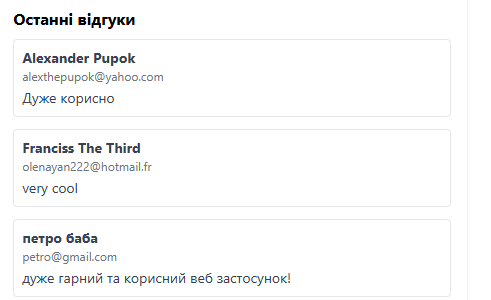 Останні відгуки
Alexander Pupok
alexthepupok@yahoo.com
Дуже корисно
Franciss The Third
olenayan222@hotmail.fr
very cool
петро баба
petro@gmail.com
дуже гарний та корисний веб застосунок!